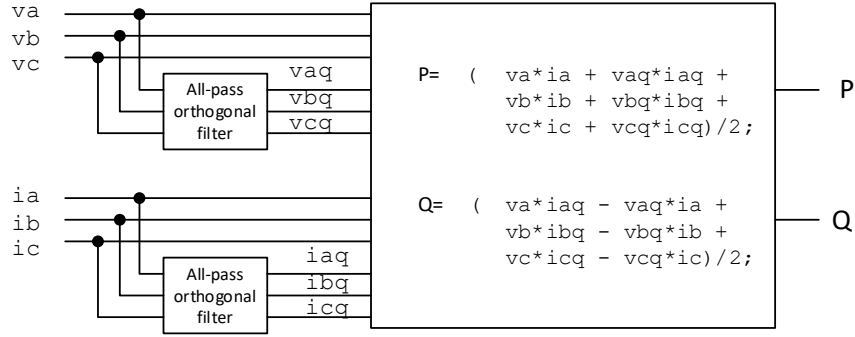 va
vb
vc
vaq
vbq
vcq
All-pass
orthogonal
filter
P= ( va*ia + vaq*iaq +
vb*ib + vbq*ibq +
vc*ic + vcq*icq)/2;
P
ia
ib
ic
iaq
ibq
icq
All-pass
orthogonal
filter
Q= ( va*iaq - vaq*ia +
vb*ibq - vbq*ib +
vc*icq - vcq*ic)/2;
Q